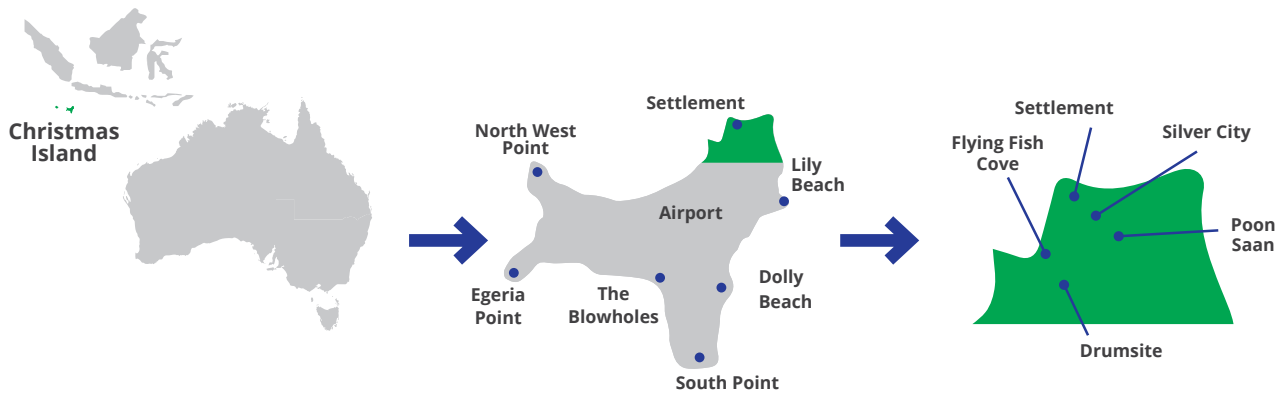 Christmas
Island
Settlement
North West
Point
Lily
Beach
Airport
Egeria
Point
The
Blowholes
Dolly
Beach
South Point
Settlement
Flying Fish
Cove
Silver City
Poon
Saan
Drumsite